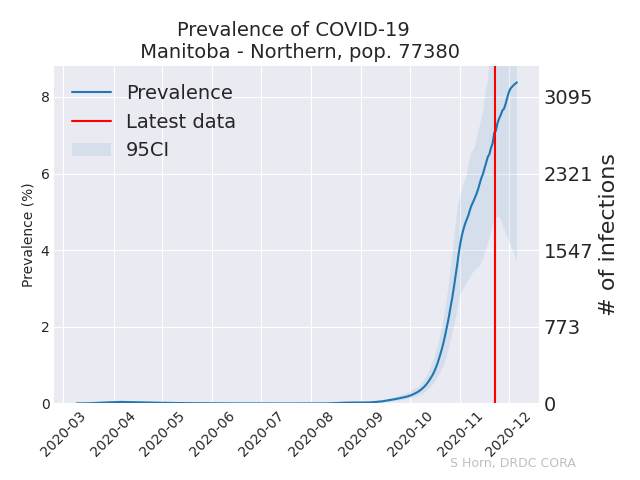 Prevalence of COVID-19
Manitoba - Northern, pop. 77380
Prevalence
Latest data
95CI
Prevalence (%)
8
6
4
2
0
3095
2321
1547
773
0
# of infections
2020-03
2020-04
2020-05
2020-06
2020-07
2020-08
2020-09
2020-10
2020-11
2020-12
S Horn, DRDC CORA